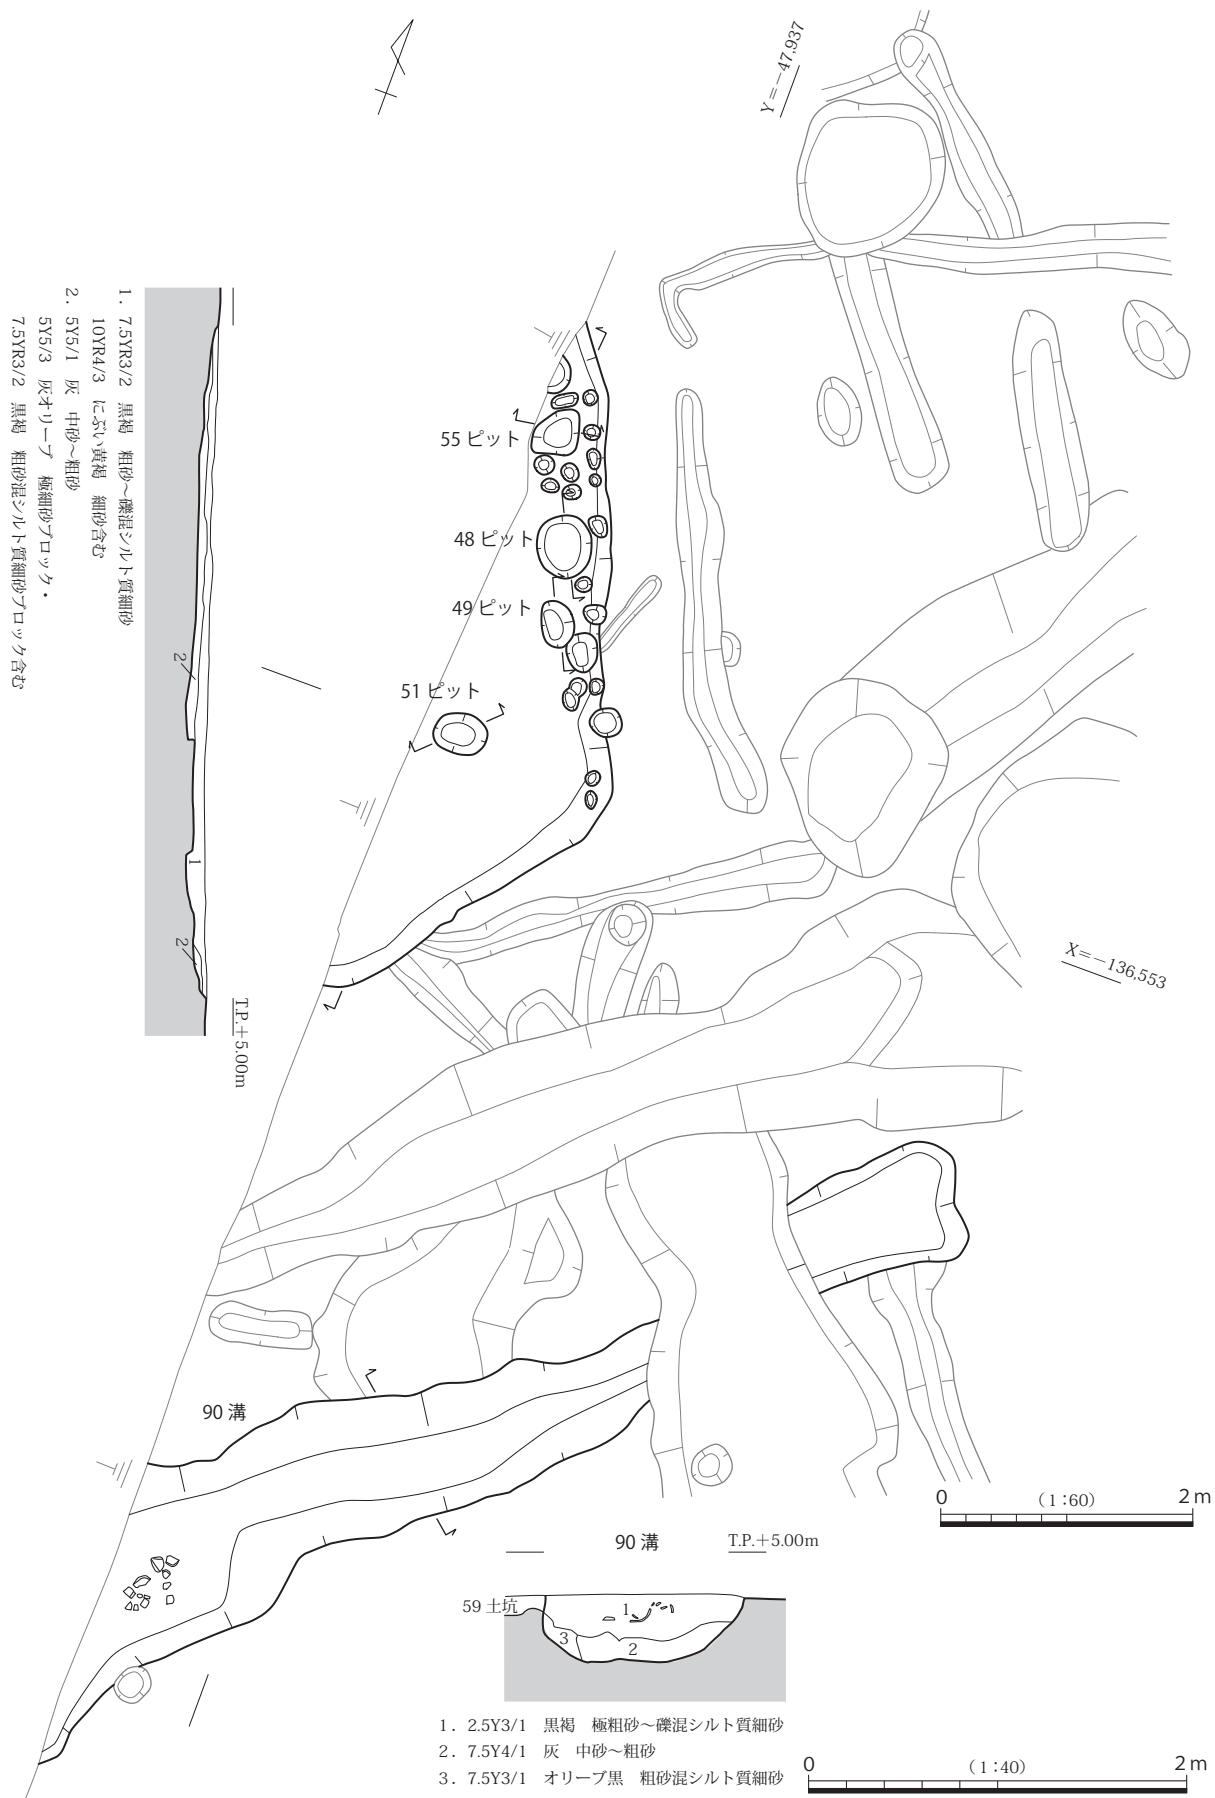 Y＝－47,937
1．7.5YR3/2　黒褐　粗砂～礫混シルト質細砂
10YR4/3　にぶい黄褐　細砂含む
2．5Y5/1　灰　中砂～粗砂
5Y5/3　灰オリーブ　極細砂ブロック・
7.5YR3/2　黒褐　粗砂混シルト質細砂ブロック含む
2
1
2
T.P.＋5.00m
55 ピット
48 ピット
49 ピット
51 ピット
X＝－136,553
90 溝
0　（1：60）　2 m
90 溝　T.P.＋5.00m
59 土坑
1
3
2
1．2.5Y3/1　黒褐　極粗砂～礫混シルト質細砂
2．7.5Y4/1　灰　中砂～粗砂
3．7.5Y3/1　オリーブ黒　粗砂混シルト質細砂
0　（1：40）　2 m